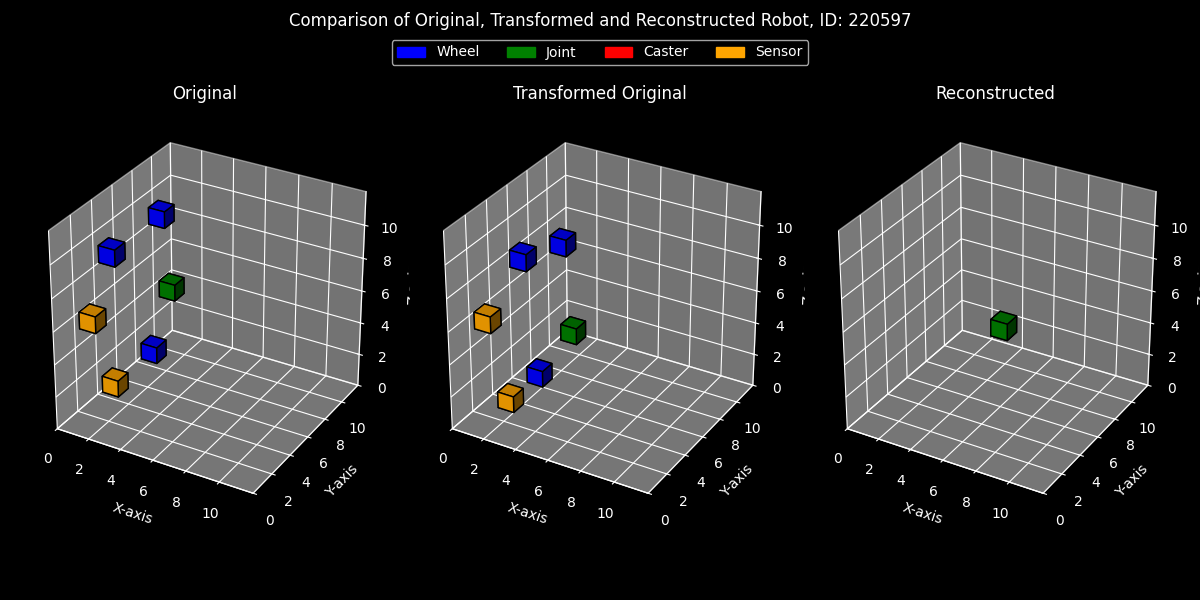 Comparison of Original, Transformed and Reconstructed Robot, ID: 220597
Wheel Joint Caster Sensor
Original Transformed Original Reconstructed
10 10 10
8 8 8
6 6 6
4 4 4
2 2 2
0 0 0
10 10 10
8 8 8
6 6 6
4 4 4
2 2 2
0 0 0
0 2 4 6 8 10 0 2 4 6 8 10 0 2 4 6 8 10
X-axis Y-axis X-axis Y-axis X-axis Y-axis